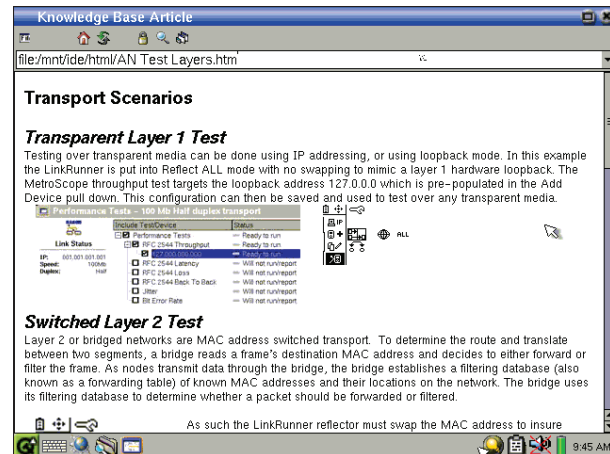 Knowledge Base Article
file:/mnt/ide/html/AN Test Layers.htm
Transport Scenarios
Transparent Layer 1 Test
Testing over transparent media can be done using IP addressing, or using loopback mode. In this example
the LinkRunner is put into Reflect ALL mode with no swapping to mimic a layer 1 hardware loopback. The
MetroScope throughput test targets the loopback address 127.0.0.0 which is pre-populated in the Add
Device pull down. This configuration can then be saved and used to test over any transparent media.
Performance Tests - 100 Mb Half duplex transport
Include Test/Device Status
Performance Tests Ready to run
Link Status RFC 2544 Throughput Ready to run
127.000.000.000 Ready to run
IP: 001.001.001.001 RFC 2544 Latency Will not run/report
Speed: 100Mb RFC 2544 Loss Will not run/report
Duplex: Half RFC 2544 Back To Back Will not run/report
Jitter Will not run/report
Bit Error Rate Will not run/report
IP
ALL
Switched Layer 2 Test
Layer 2 or bridged networks are MAC address switched transport. To determine the route and translate
between two segments, a bridge reads a frame's destination MAC address and decides to either forward or
filter the frame. As nodes transmit data through the bridge, the bridge establishes a filtering database (also
known as a forwarding table) of known MAC addresses and their locations on the network. The bridge uses
its filtering database to determine whether a packet should be forwarded or filtered.
As such the LinkRunner reflector must swap the MAC address to insure
9:45 AM